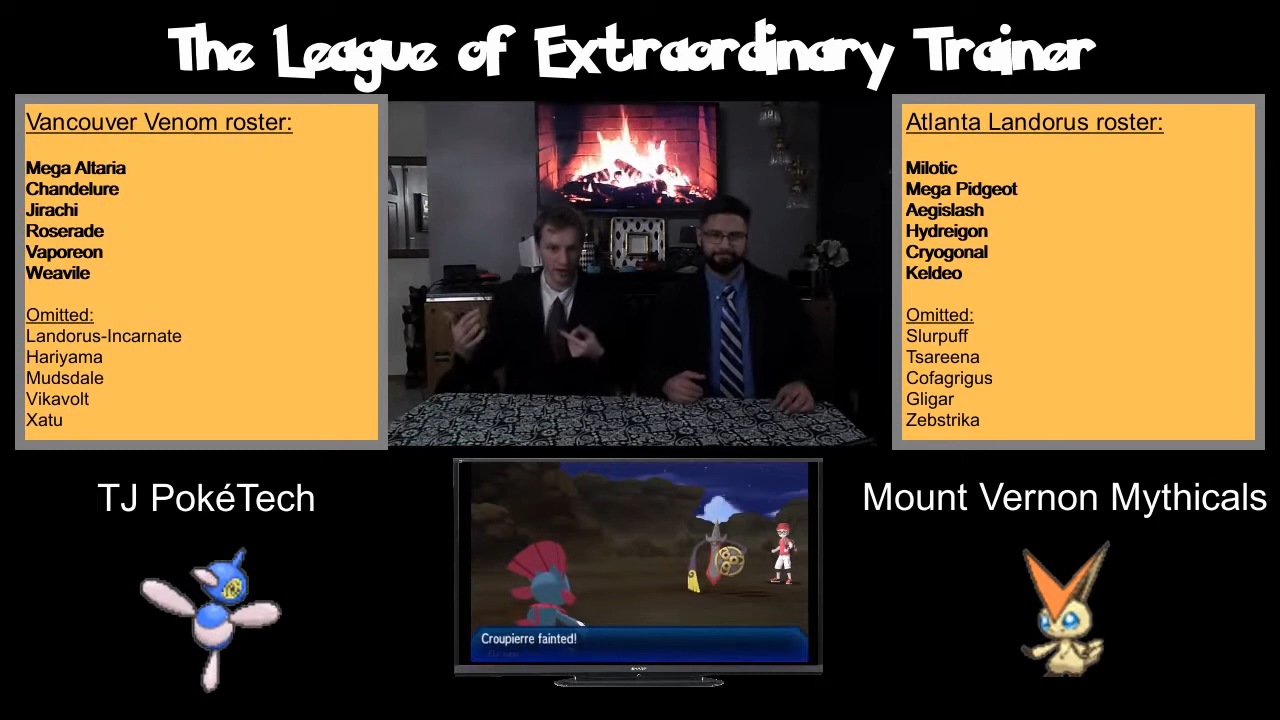 The League of Extraordinary Trainer
Vancouver Venom roster:
Mega Altaria
Chandelure
Jirachi
Roserade
Vaporeon
Weavile
Omitted:
Landorus-Incarnate
Hariyama
Mudsdale
Vikavolt
Xatu
Atlanta Landorus roster:
Milotic
Mega Pidgeot
Aegislash
Hydreigon
Cryogonal
Keldeo
Omitted:
Slurpuff
Tsareena
Cofagrigus
Gligar
Zebstrika
TJ PokéTech
Mount Vernon Mythicals
Croupierre fainted!
SHARP